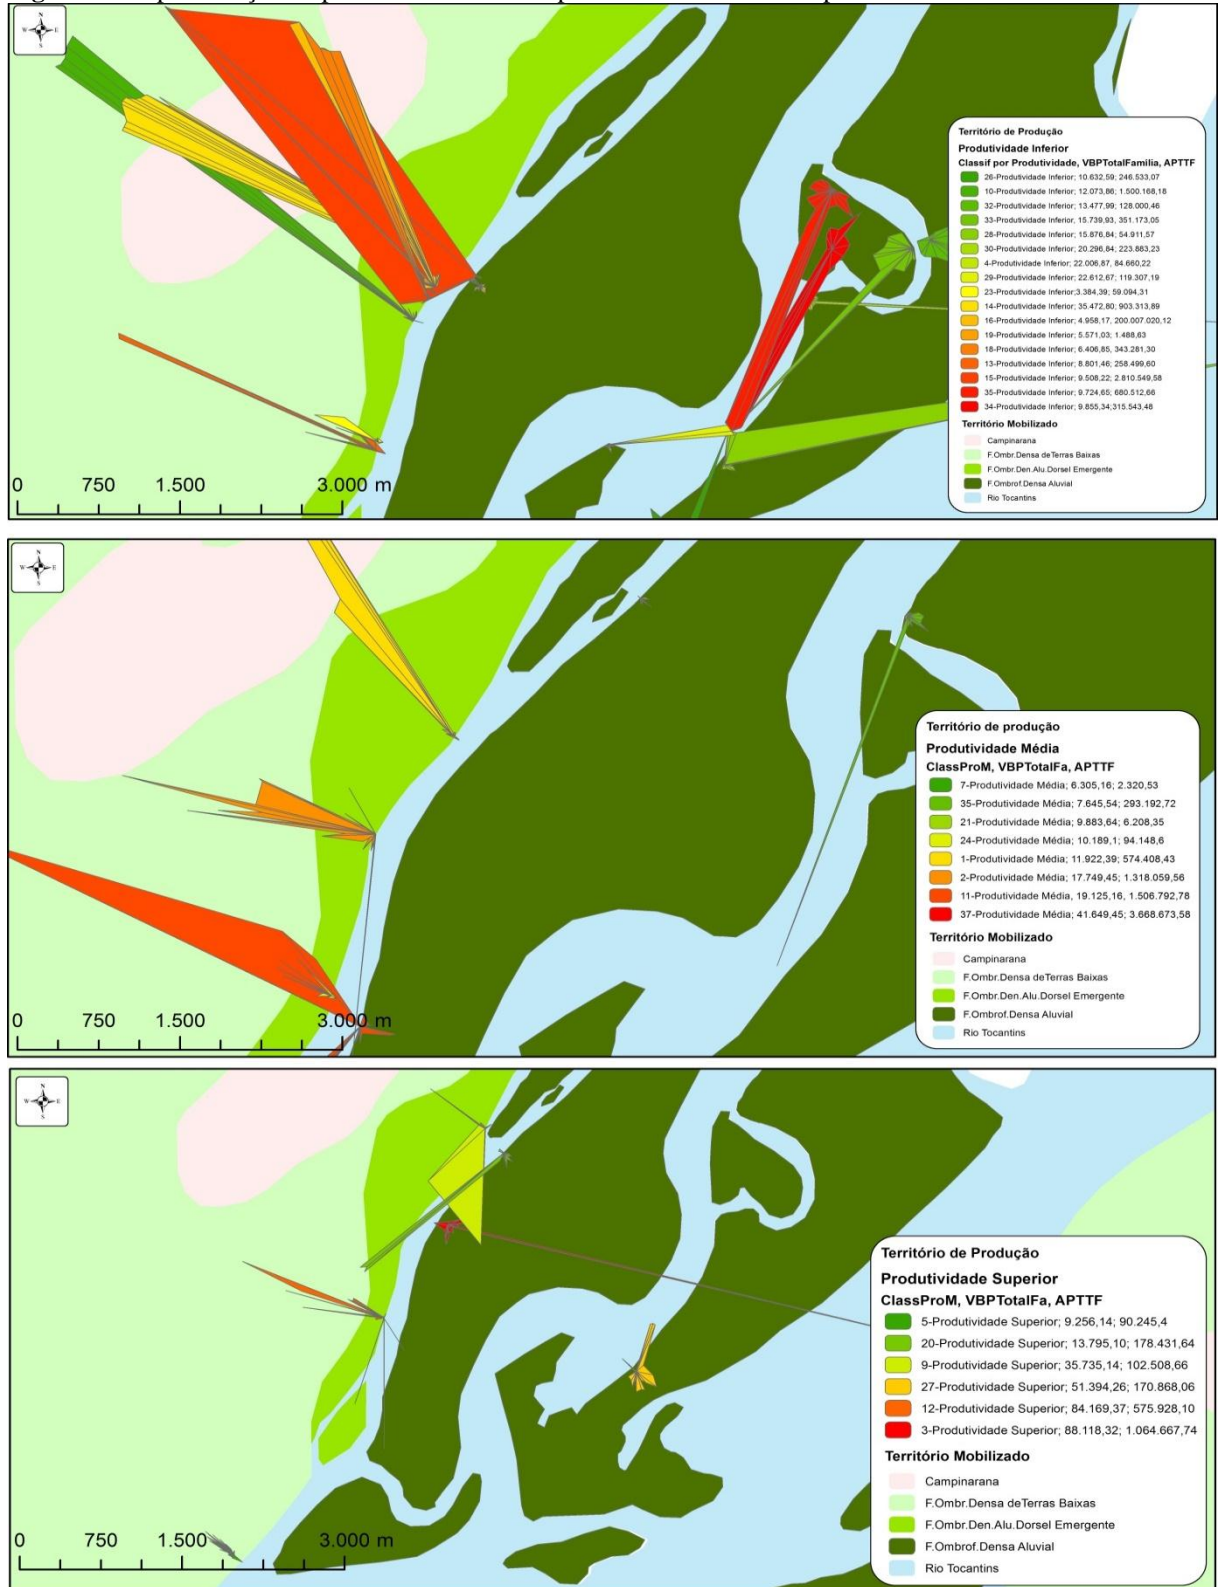 N
W E
S
Território de Produção
Produtividade Inferior
Classif por Produtividade, VBPTotalFamilia, APTTF
26-Produtividade Inferior; 10.632,59; 246.533,07
10-Produtividade Inferior; 12.073,86; 1.500.168,18
32-Produtividade Inferior; 13.477,99; 128.000,46
33-Produtividade Inferior, 15.739,93, 351.173,05
28-Produtividade Inferior; 15.876,84; 54.911,57
30-Produtividade Inferior; 20.296,84; 223.883,23
4-Produtividade Inferior; 22.006,87, 84.660,22
29-Produtividade Inferior; 22.612,67; 119.307,19
23-Produtividade Inferior;3.384,39; 59.094,31
14-Produtividade Inferior; 35.472,80; 903.313,89
16-Produtividade Inferior; 4.958,17, 200.007.020,12
19-Produtividade Inferior; 5.571,03; 1.488,63
18-Produtividade Inferior; 6.406,85, 343.281,30
13-Produtividade Inferior; 8.801,46; 258.499,60
15-Produtividade Inferior; 9.508,22; 2.810.549,58
35-Produtividade Inferior; 9.724,65; 680.512,66
34-Produtividade Inferior; 9.855,34;315.543,48
Território Mobilizado
Campinarana
F.Ombr.Densa deTerras Baixas
F.Ombr.Den.Alu.Dorsel Emergente
F.Ombrof.Densa Aluvial
Rio Tocantins
0 750 1.500 3.000 m
N
W E
S
Território de produção
Produtividade Média
ClassProM, VBPTotalFa, APTTF
7-Produtividade Média; 6.305,16; 2.320,53
35-Produtividade Média; 7.645,54; 293.192,72
21-Produtividade Média; 9.883,64; 6.208,35
24-Produtividade Média; 10.189,1; 94.148,6
1-Produtividade Média; 11.922,39; 574.408,43
2-Produtividade Média; 17.749,45; 1.318.059,56
11-Produtividade Média, 19.125,16, 1.506.792,78
37-Produtividade Média; 41.649,45; 3.668.673,58
Território Mobilizado
Campinarana
F.Ombr.Densa deTerras Baixas
F.Ombr.Den.Alu.Dorsel Emergente
F.Ombrof.Densa Aluvial
Rio Tocantins
0 750 1.500 3.000 m
N
W E
S
Território de Produção
Produtividade Superior
ClassProM, VBPTotalFa, APTTF
5-Produtividade Superior; 9.256,14; 90.245,4
20-Produtividade Superior; 13.795,10; 178.431,64
9-Produtividade Superior; 35.735,14; 102.508,66
27-Produtividade Superior; 51.394,26; 170.868,06
12-Produtividade Superior; 84.169,37; 575.928,10
3-Produtividade Superior; 88.118,32; 1.064.667,74
Território Mobilizado
Campinarana
F.Ombr.Densa deTerras Baixas
F.Ombr.Den.Alu.Dorsel Emergente
F.Ombrof.Densa Aluvial
Rio Tocantins
0 750 1.500 3.000 m